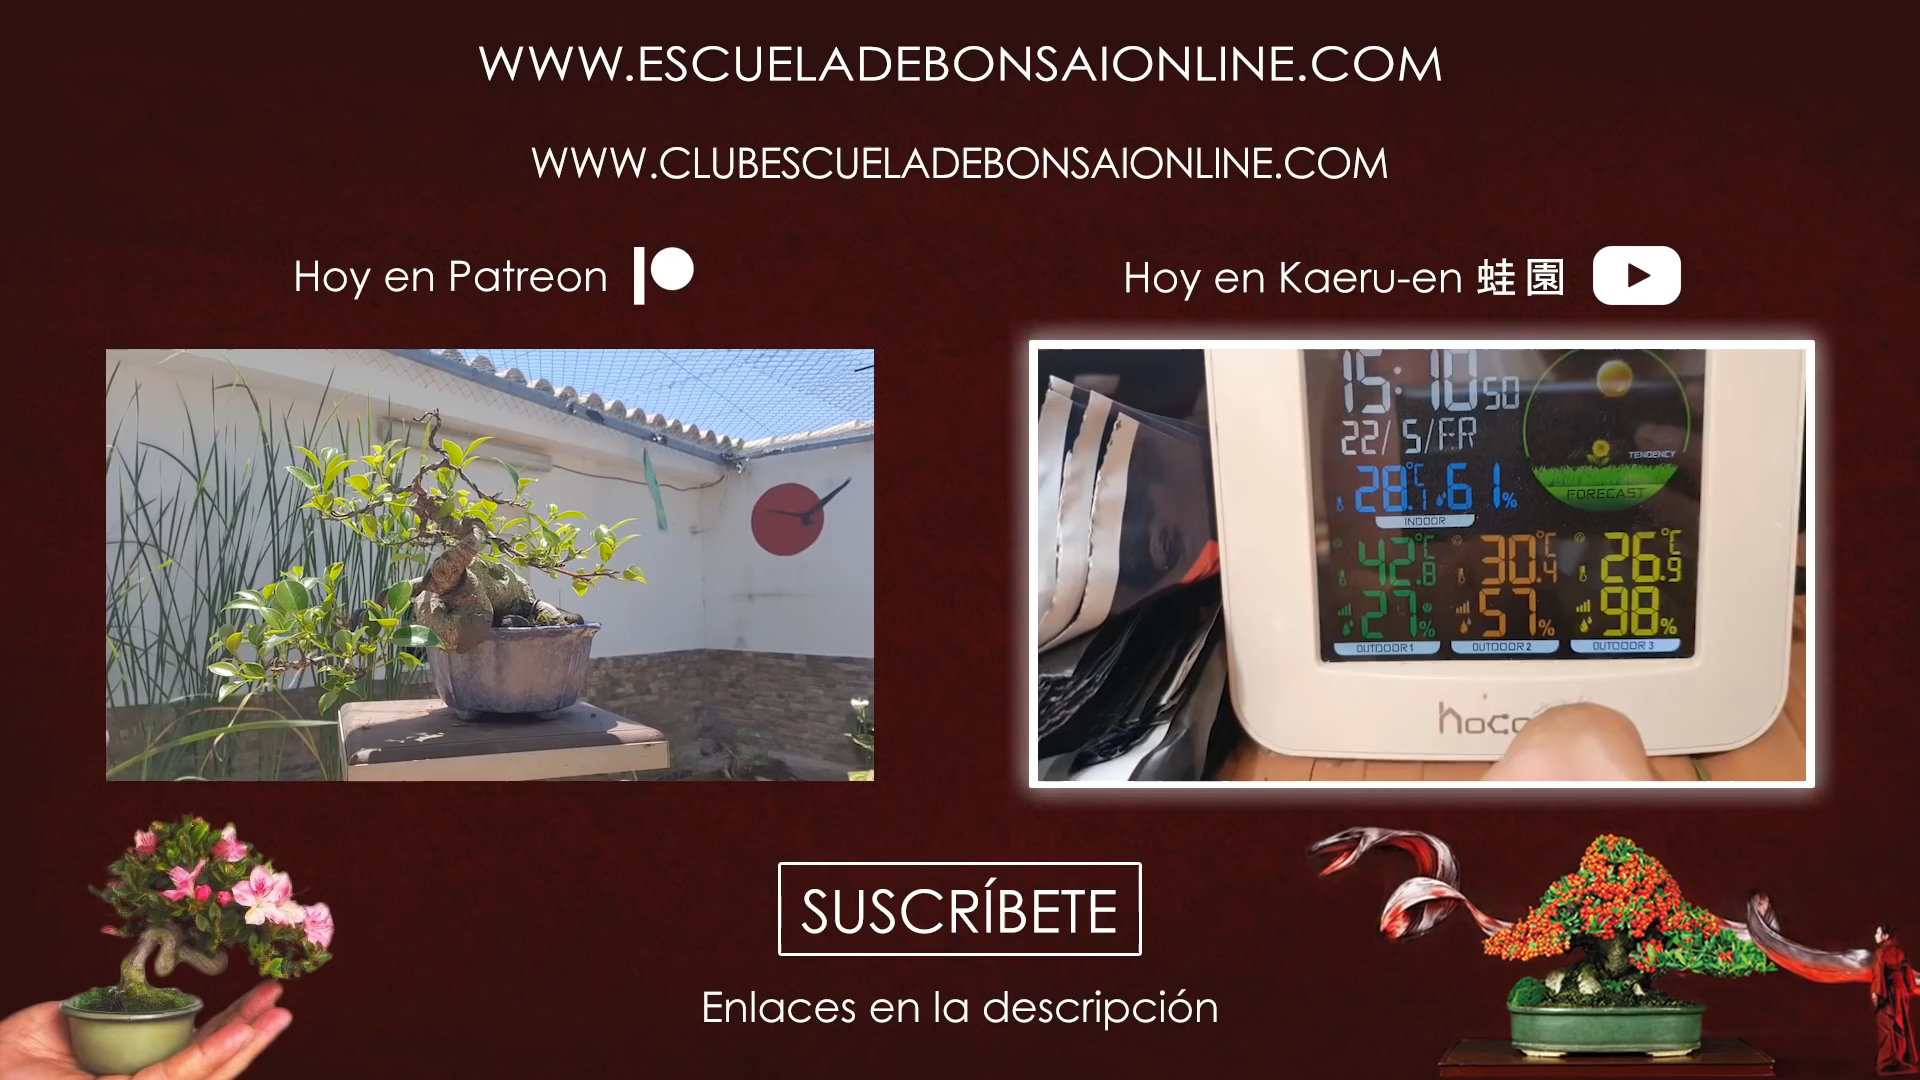 WWW.ESCUELADEBONSAIONLINE.COM
WWW.CLUBESCUELADEBONSAIONLINE.COM
Hoy en Patreon
Hoy en Kaeru-en 蛙園
15:10 50
22/ 5/FR
TENDENCY
28.1°C 61%
FORECAST
INDOOR
42.8°C 30.4°C 26.9°C
27% 57% 98%
OUTDOOR1 OUTDOOR2 OUTDOOR3
SUSCRÍBETE
Enlaces en la descripción